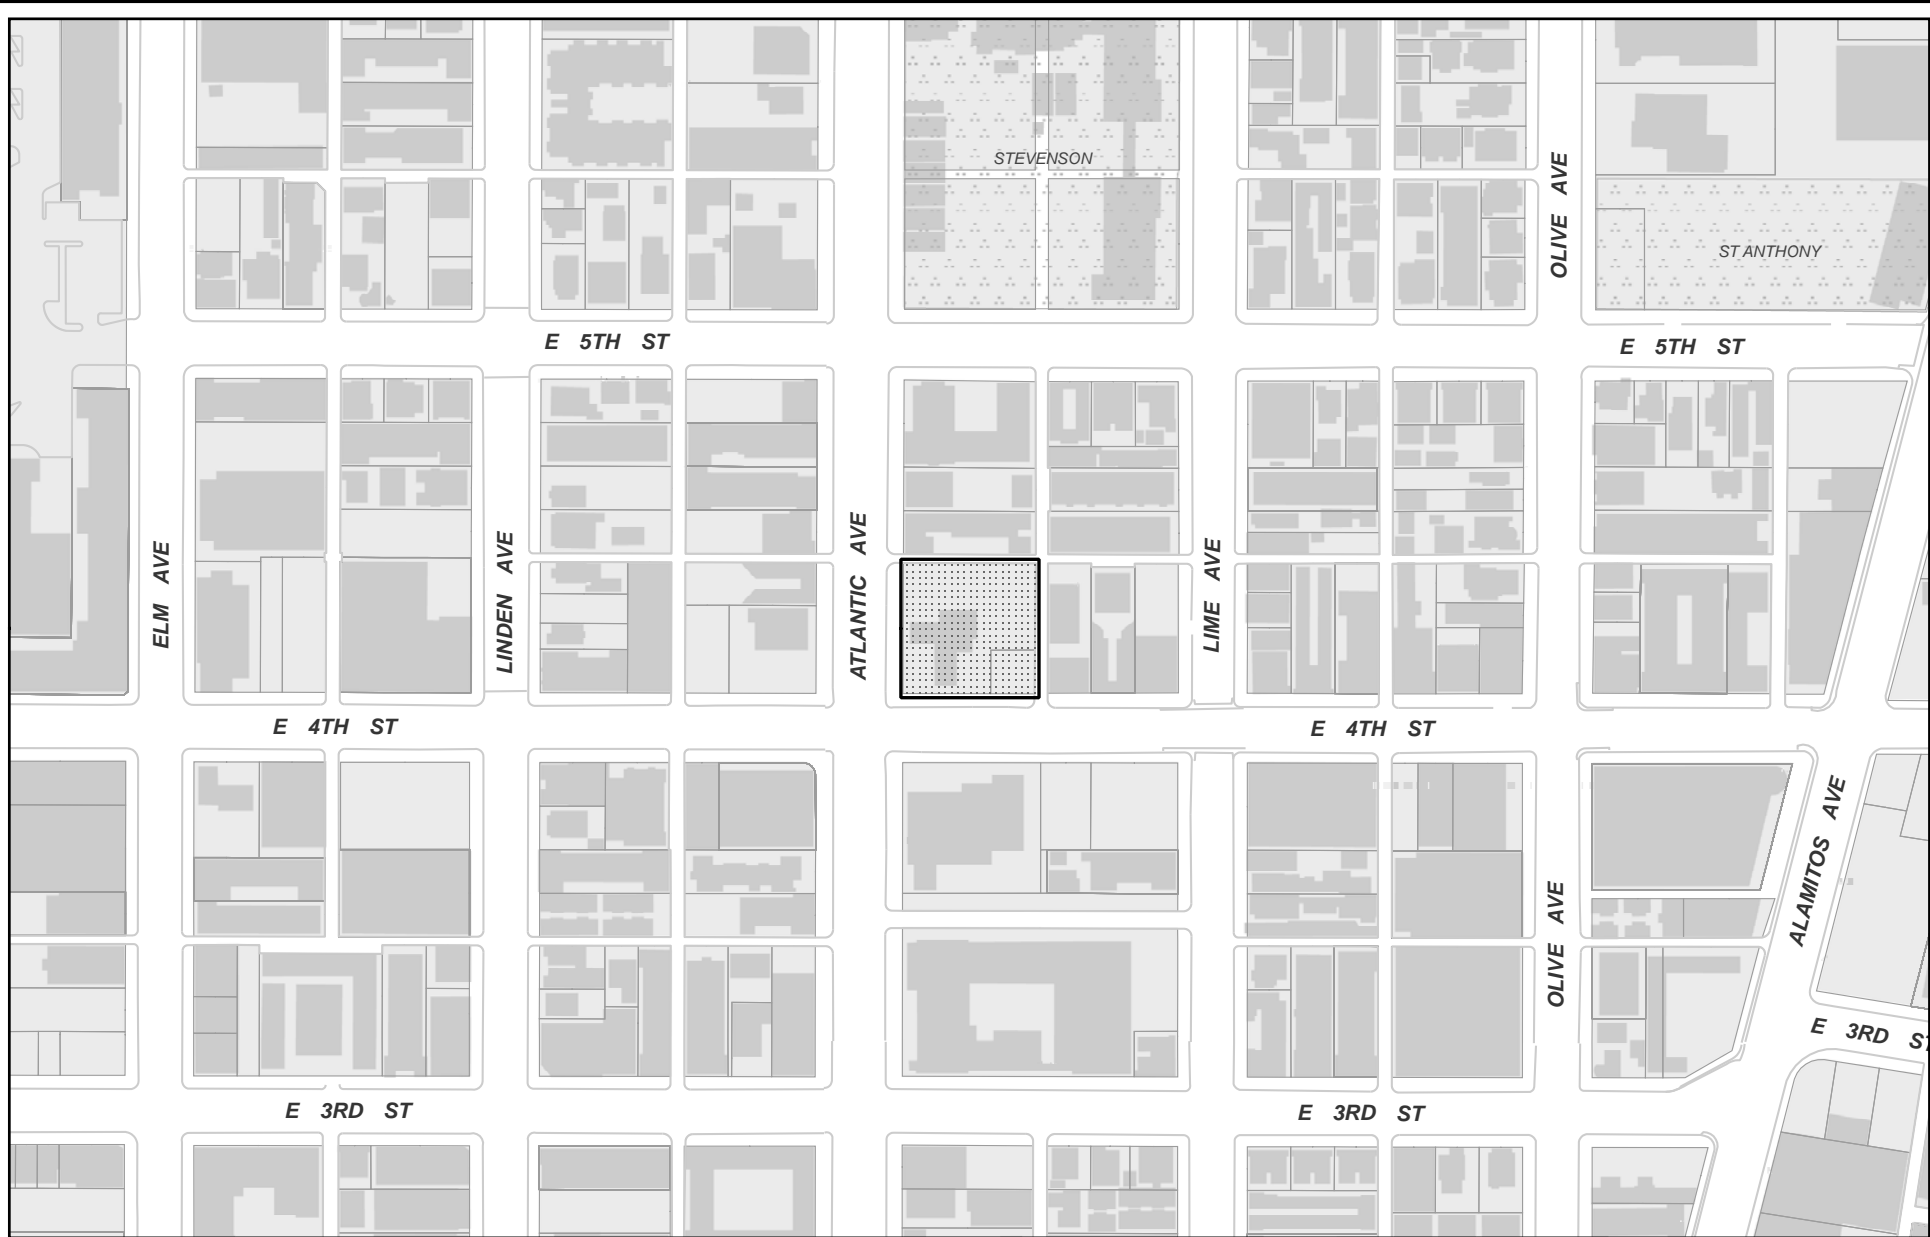 STEVENSON
OLIVE AVE
ST ANTHONY
E 5TH ST
E 5TH ST
ELM AVE
LINDEN AVE
ATLANTIC AVE
LIME AVE
E 4TH ST
E 4TH ST
ALAMITOS AVE
OLIVE AVE
E 3RD ST
E 3RD ST
E 3RD ST